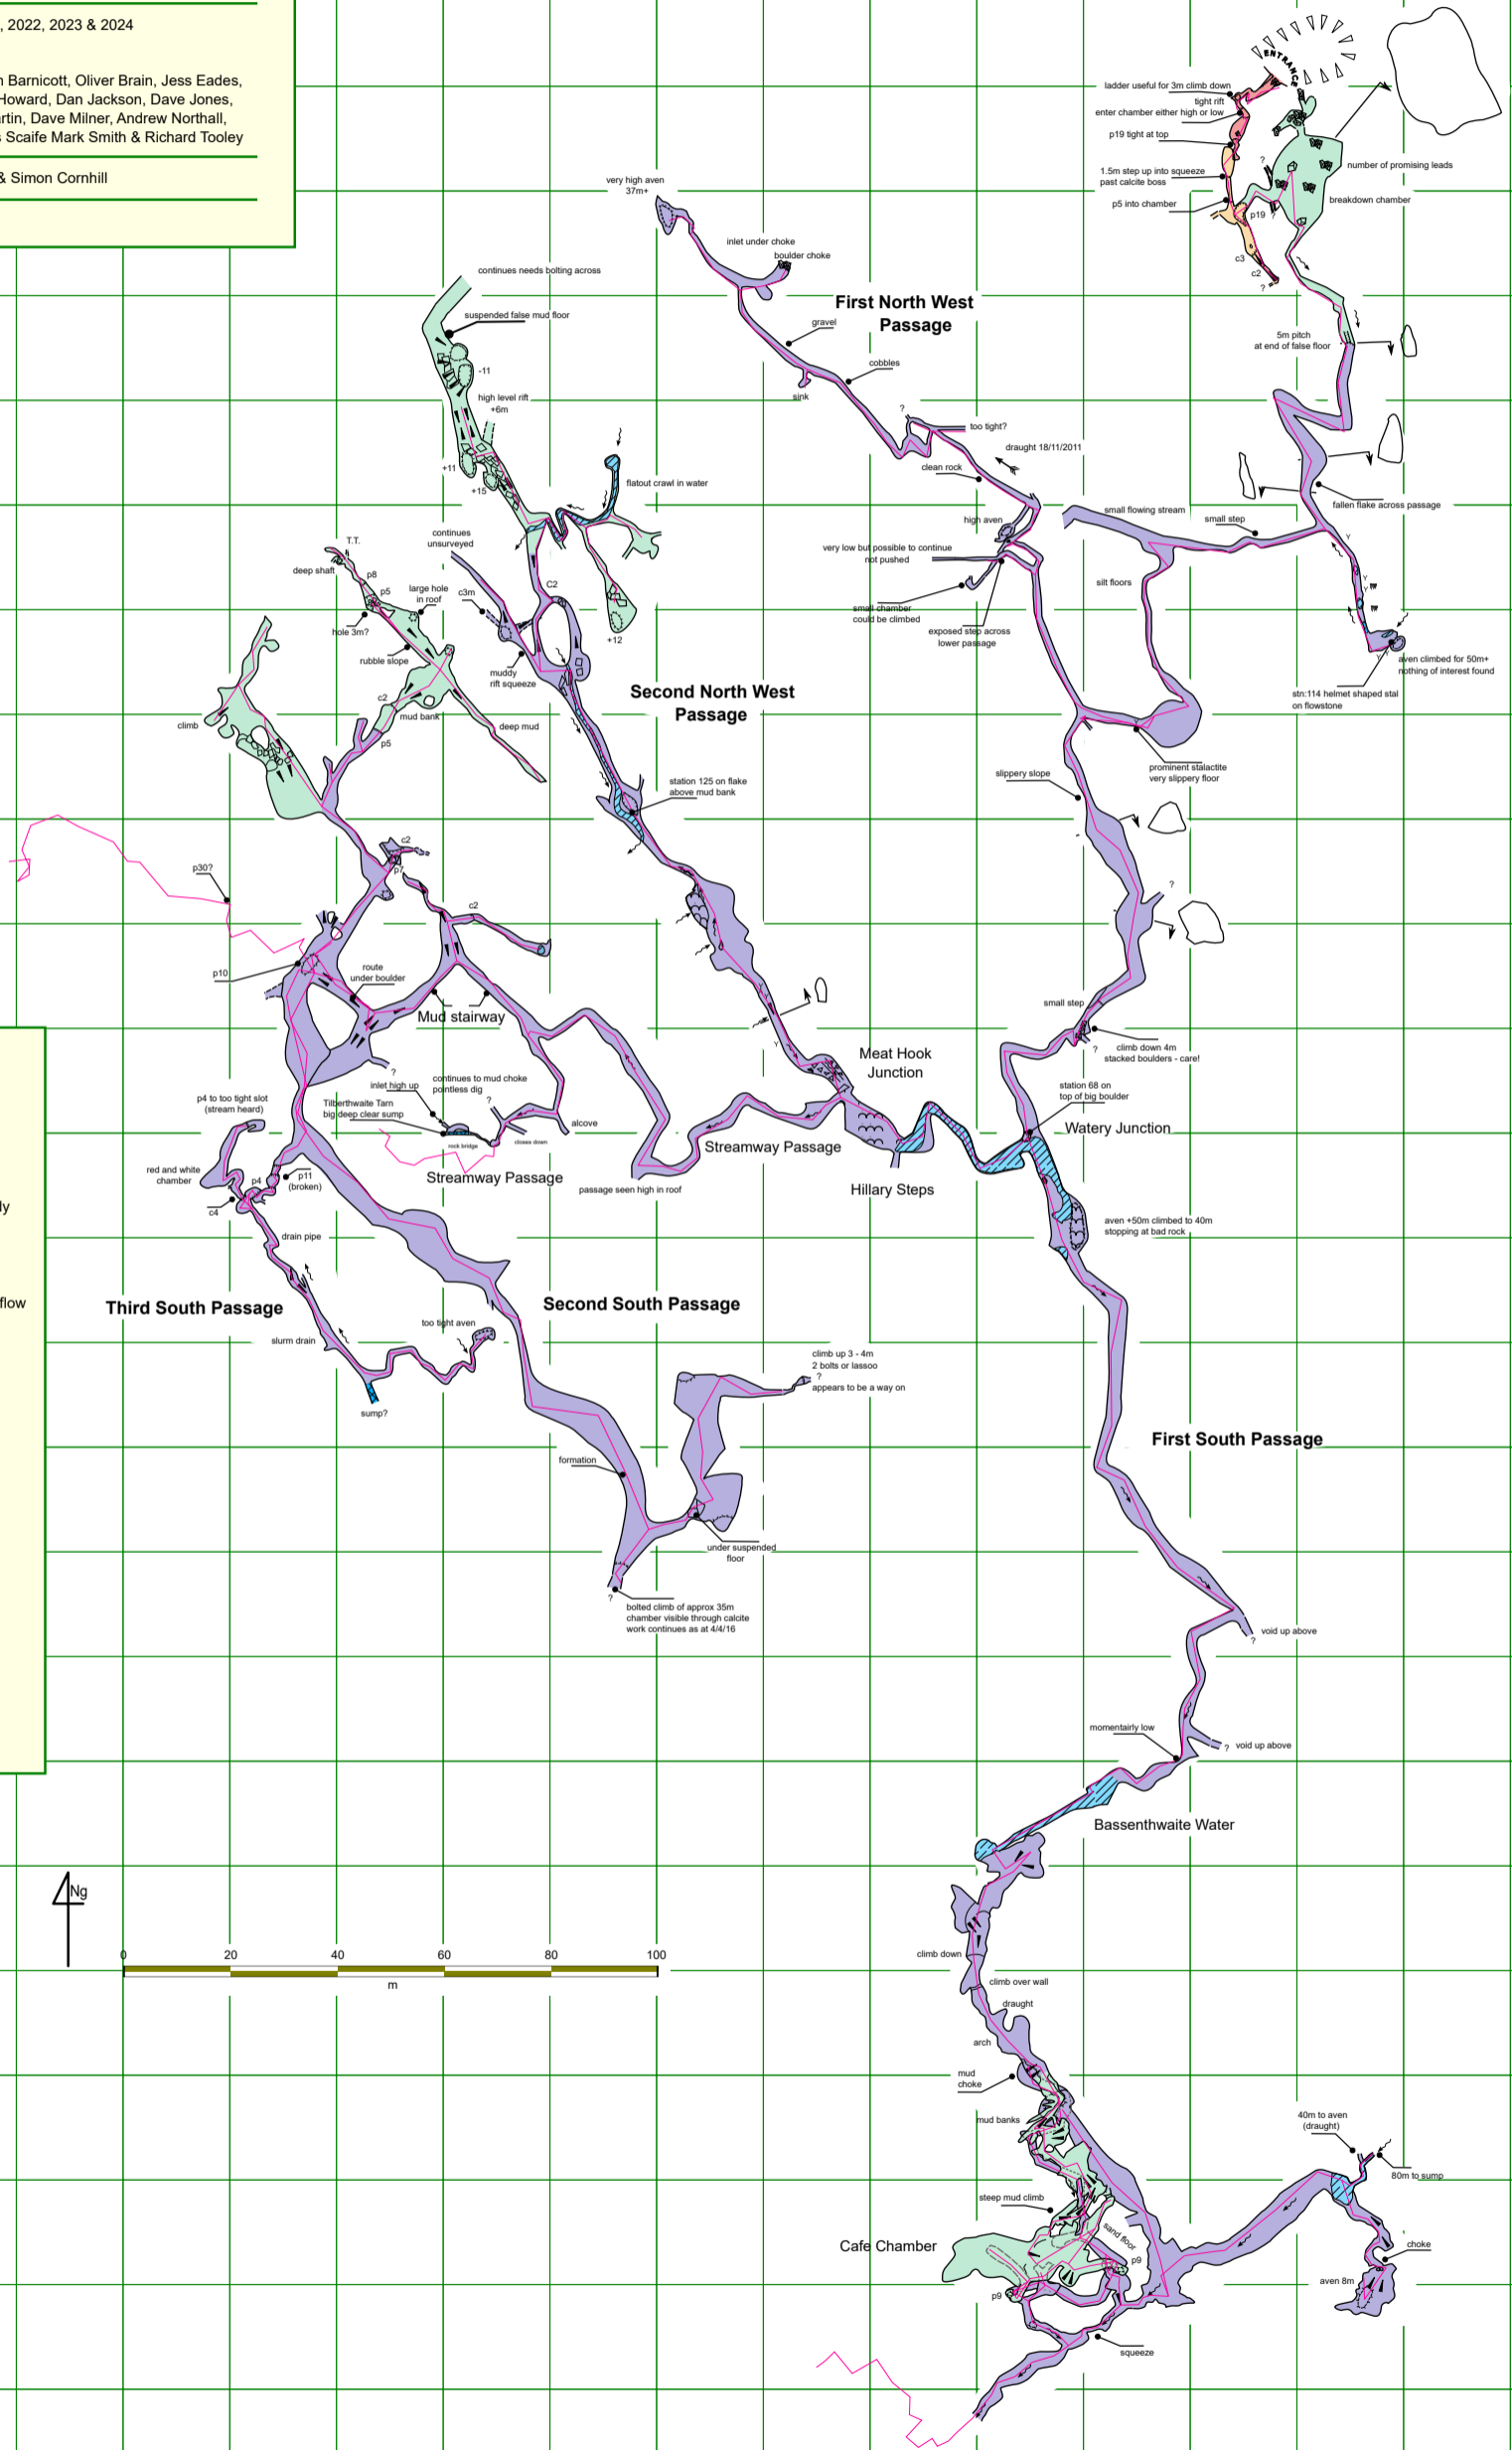 , 2022, 2023 & 2024
n Barnicott, Oliver Brain, Jess Eades,
Howard, Dan Jackson, Dave Jones,
rtin, Dave Milner, Andrew Northall,
s Scaife Mark Smith & Richard Tooley
& Simon Cornhill
ENTRANCE
ladder useful for 3m climb down
tight rift
enter chamber either high or low
p19 tight at top
1.5m step up into squeeze
past calcite boss
p5 into chamber
?
p19
?
c3
c2
?
number of promising leads
breakdown chamber
5m pitch
at end of false floor
very high aven
37m+
inlet under choke
boulder choke
First North West
Passage
gravel
cobbles
sink
?
too tight?
draught 18/11/2011
clean rock
continues needs bolting across
suspended false mud floor
-11
high level rift
+6m
+11
+15
flatout crawl in water
fallen flake across passage
small flowing stream
small step
high aven
very low but possible to continue
not pushed
silt floors
small chamber
could be climbed
exposed step across
lower passage
Y
Y
Y
Y
Y
aven climbed for 50m+
nothing of interest found
stn:114 helmet shaped stal
on flowstone
continues
unsurveyed
T.T.
deep shaft
p8
p5
large hole
in roof
c3m
C2
hole 3m?
rubble slope
+12
muddy
rift squeeze
Second North West
Passage
c2
mud bank
deep mud
climb
p5
station 125 on flake
above mud bank
prominent stalactite
very slippery floor
slippery slope
c2
p7
p30?
c2
?
p10
route
under boulder
Mud stairway
?
Y
Y
Y
small step
?
climb down 4m
stacked boulders - care!
Meat Hook
Junction
station 68 on
top of big boulder
Watery Junction
continues to mud choke
pointless dig
inlet high up
?
Tilberthwaite Tarn
big deep clear sump
rock bridge
closes down
alcove
p4 to too tight slot
(stream heard)
Streamway Passage
Streamway Passage
passage seen high in roof
Hillary Steps
red and white
chamber
p4
p11
(broken)
c4
ly
drain pipe
aven +50m climbed to 40m
stopping at bad rock
flow
Third South Passage
Second South Passage
too tight aven
slurm drain
sump?
climb up 3 - 4m
2 bolts or lassoo
?
appears to be a way on
First South Passage
formation
under suspended
floor
?
bolted climb of approx 35m
chamber visible through calcite
work continues as at 4/4/16
void up above
?
momentairly low
?
void up above
Bassenthwaite Water
Ng
0
20
40
60
80
100
m
climb down
climb over wall
draught
arch
mud
choke
mud banks
40m to aven
(draught)
80m to sump
steep mud climb
sand floor
Cafe Chamber
p9
p9
choke
aven 8m
squeeze